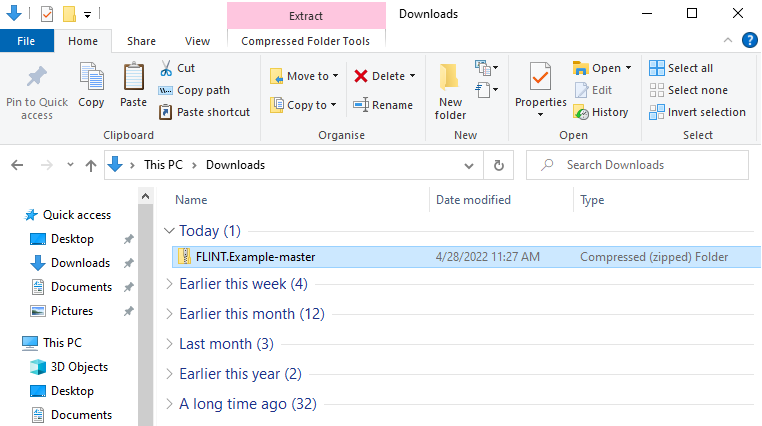 Extract
Downloads
File
Home
Share
View
Compressed Folder Tools
Pin to Quick access
Copy
Paste
Cut
Copy path
Paste shortcut
Clipboard
Move to
Copy to
Delete
Rename
Organise
New folder
New
Properties
Open
Edit
History
Open
Select all
Select none
Invert selection
Select
This PC
Downloads
Search Downloads
Quick access
Desktop
Downloads
Documents
Pictures
This PC
3D Objects
Desktop
Documents
Name
Date modified
Type
Today (1)
FLINT.Example-master
4/28/2022 11:27 AM
Compressed (zipped) Folder
Earlier this week (4)
Earlier this month (12)
Last month (3)
Earlier this year (2)
A long time ago (32)